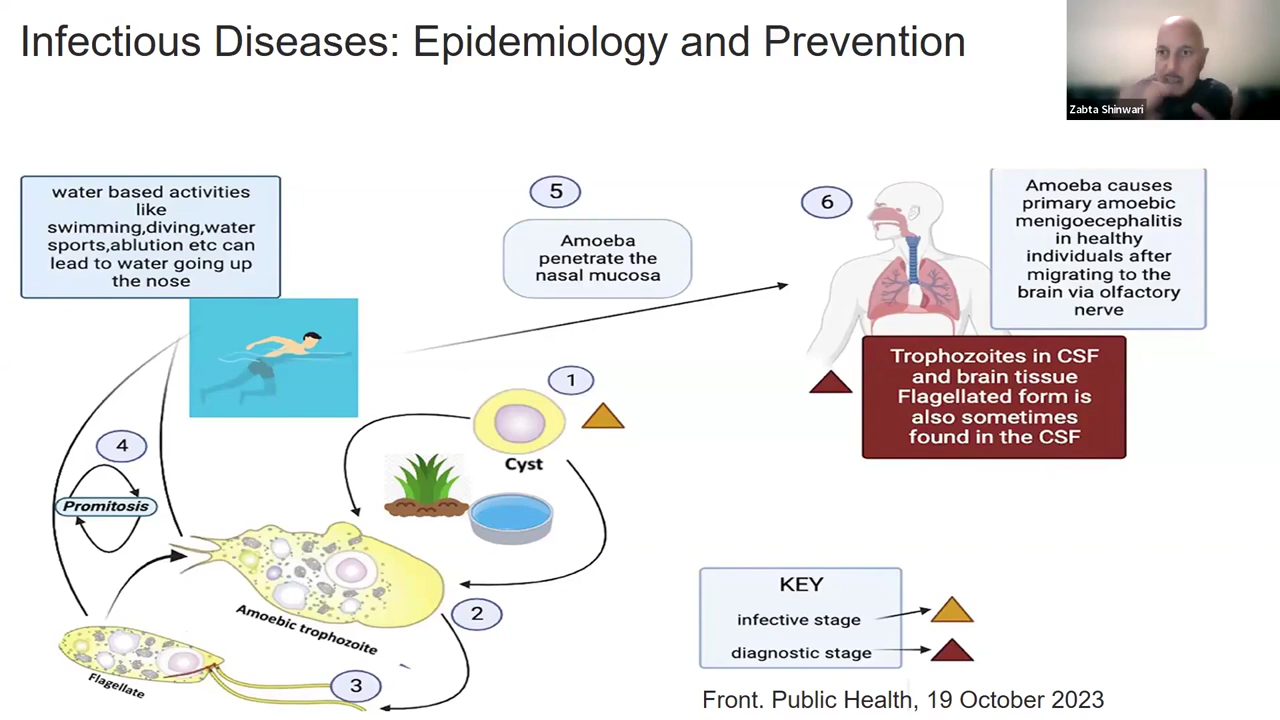 Infectious Diseases: Epidemiology and Prevention
Zabta Shinwari
water based activities
like
swimming,diving,water
sports,ablution etc can
lead to water going up
the nose
5
Amoeba
penetrate the
nasal mucosa
6
Amoeba causes
primary amoebic
menigoecephalitis
in healthy
individuals after
migrating to the
brain via olfactory
nerve
Trophozoites in CSF
and brain tissue
Flagellated form is
also sometimes
found in the CSF
1
Cyst
4
Promitosis
Amoebic trophozoite
2
Flagellate
3
KEY
infective stage
diagnostic stage
Front. Public Health, 19 October 2023